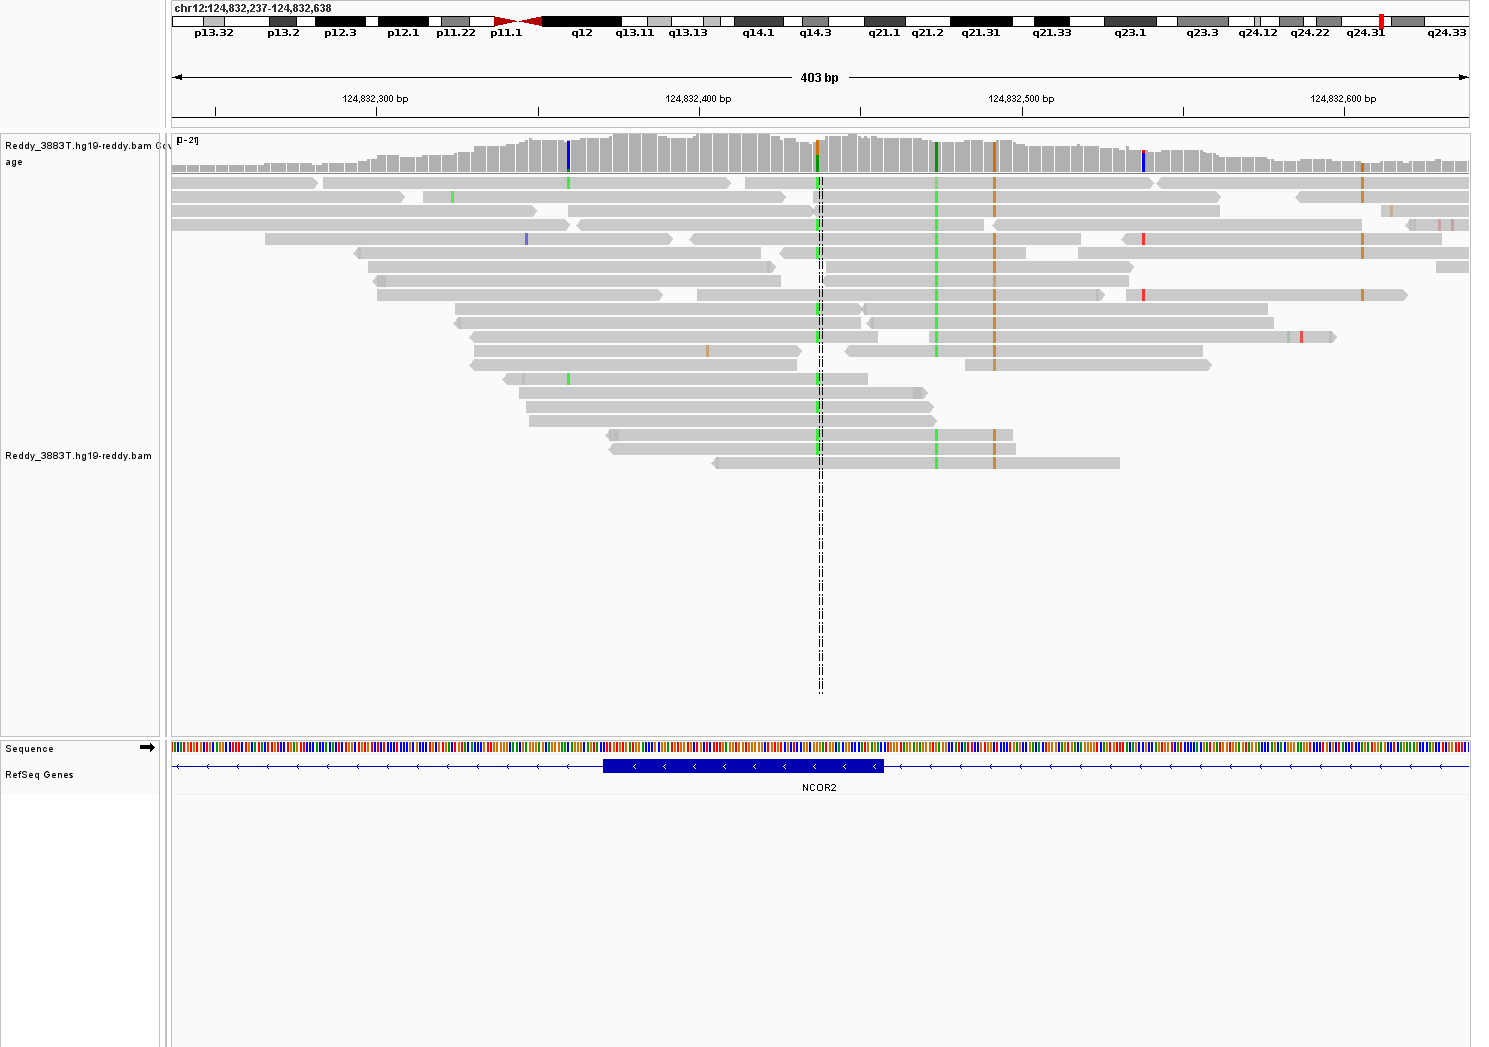 chr12:124,832,237-124,832,638
p13.32 p13.2 p12.3 p12.1 p11.22 p11.1 q12 q13.11 q13.13 q14.1 q14.3 q21.1 q21.2 q21.31 q21.33 q23.1 q23.3 q24.12 q24.22 q24.31 q24.33
403 bp
124,832,300 bp 124,832,400 bp 124,832,500 bp 124,832,600 bp
[0-21]
Reddy_3883T.hg19-reddy.bam Cov
age
Reddy_3883T.hg19-reddy.bam
Sequence
RefSeq Genes
NCOR2